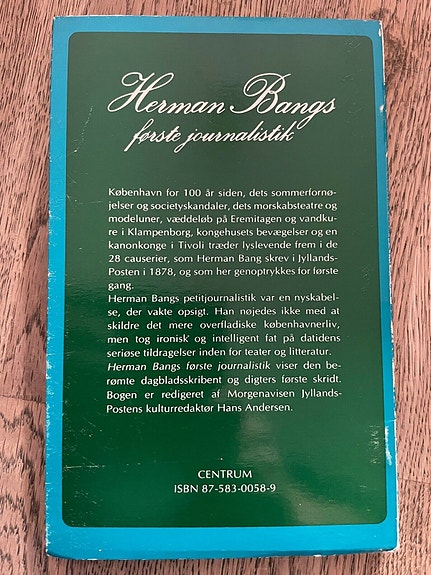 Herman Bangs
første journalistik
København for 100 år siden, dets sommerfornø-
jelser og societyskandaler, dets morskabsteatre og
modeluner, væddeløb på Eremitagen og vandku-
re i Klampenborg, kongehusets bevægelser og en
kanonkonge i Tivoli træder lyslevende frem i de
28 causerier, som Herman Bang skrev i Jyllands-
Posten i 1878, og som her genoptrykkes for første
gang.
Herman Bangs petitjournalistik var en nyskabel-
se, der vakte opsigt. Han nøjedes ikke med at
skildre det mere overfladiske københavnerliv,
men tog ironisk og intelligent fat på datidens
seriøse tildragelser inden for teater og litteratur.
Herman Bangs første journalistik viser den be-
rømte dagbladsskribent og digters første skridt.
Bogen er redigeret af Morgenavisen Jyllands-
Postens kulturredaktør Hans Andersen.
CENTRUM
ISBN 87-583-0058-9